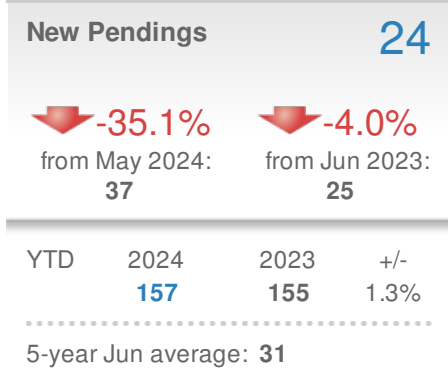 New Pendings 24
-35.1% -4.0%
from May 2024: from Jun 2023:
37 25
YTD 2024 2023 +/-
157 155 1.3%
5-year Jun average: 31